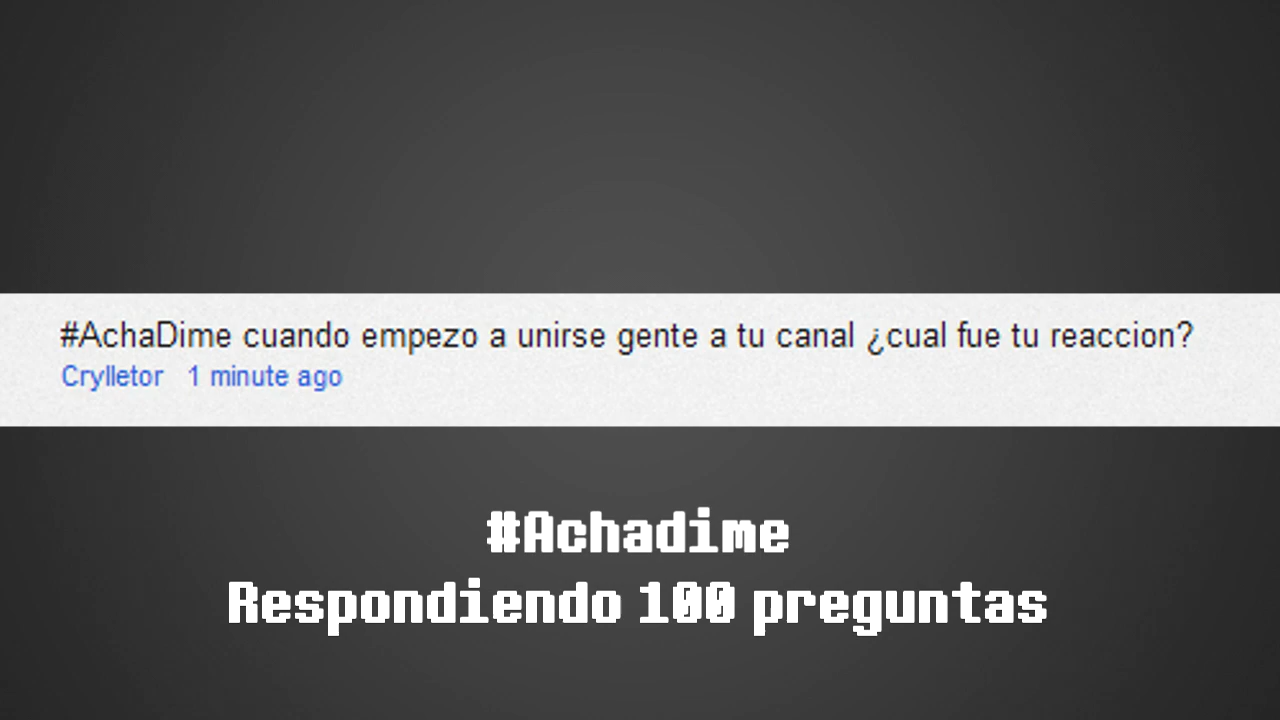 #AchaDime cuando empezo a unirse gente a tu canal ¿cual fue tu reaccion?
Crylletor 1 minute ago
#Achadime
Respondiendo 100 preguntas